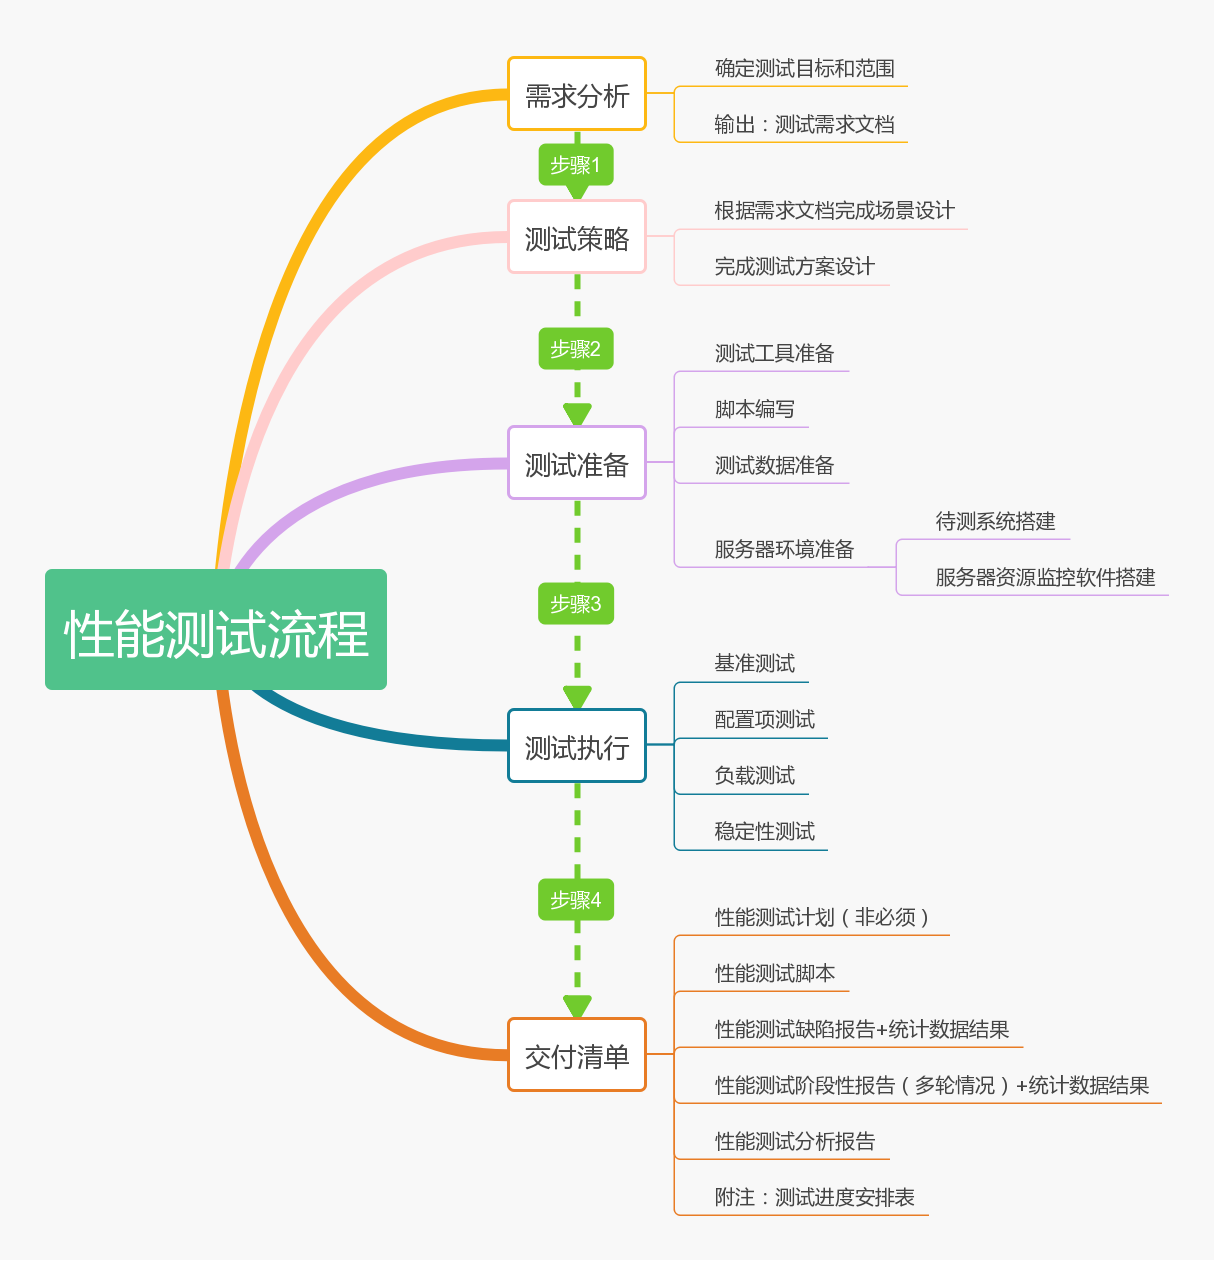 性能测试流程
需求分析
确定测试目标和范围
输出：测试需求文档
步骤1
测试策略
根据需求文档完成场景设计
完成测试方案设计
步骤2
测试准备
测试工具准备
脚本编写
测试数据准备
服务器环境准备
待测系统搭建
服务器资源监控软件搭建
步骤3
测试执行
基准测试
配置项测试
负载测试
稳定性测试
步骤4
交付清单
性能测试计划（非必须）
性能测试脚本
性能测试缺陷报告+统计数据结果
性能测试阶段性报告（多轮情况）+统计数据结果
性能测试分析报告
附注：测试进度安排表